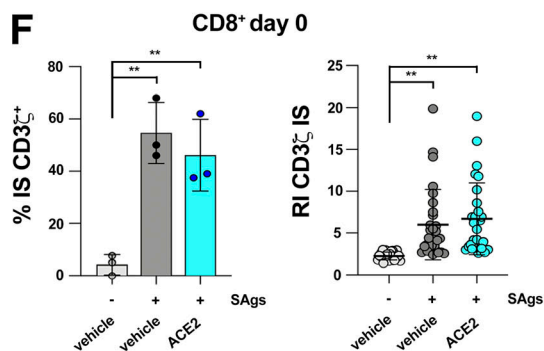 F
CD8⁺ day 0
% IS CD3ζ⁺
80
60
40
20
0
**
**
- + + SAgs
vehicle vehicle ACE2
RI CD3ζ IS
25
20
15
10
5
0
**
**
- + + SAgs
vehicle vehicle ACE2